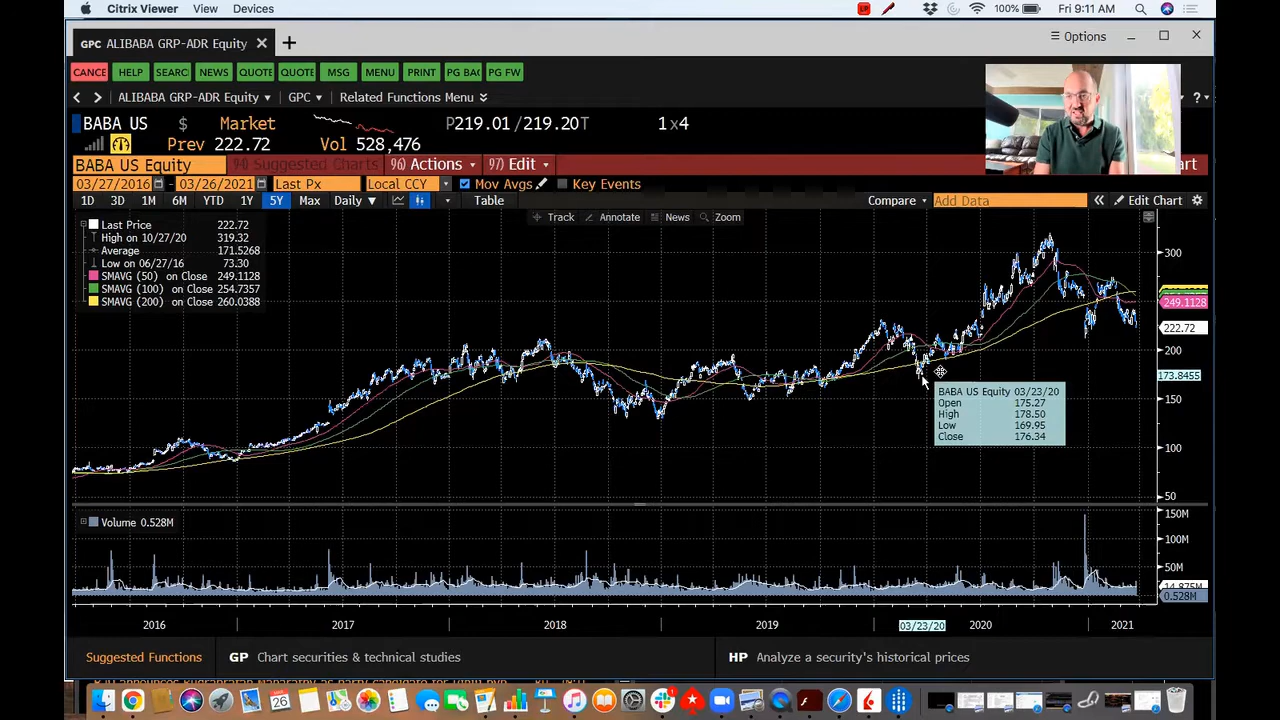 Citrix Viewer View Devices 100% Fri 9:11 AM
GPC ALIBABA GRP-ADR Equity Options
CANCE HELP SEARC NEWS QUOTE QUOTE MSG MENU PRINT PG BAC PG FW
ALIBABA GRP-ADR Equity GPC Related Functions Menu ?
BABA US $ Market P219.01/219.20T 1x4
Prev 222.72 Vol 528,476
BABA US Equity 94) Suggested Charts 96) Actions 97) Edit rt
03/27/2016 - 03/26/2021 Last Px Local CCY Mov Avgs Key Events
1D 3D 1M 6M YTD 1Y 5Y Max Daily Table Compare Add Data Edit Chart
Track Annotate News Zoom
Last Price 222.72
High on 10/27/20 319.32
Average 171.5268
Low on 06/27/16 73.30
SMAVG (50) on Close 249.1128
SMAVG (100) on Close 254.7357
SMAVG (200) on Close 260.0388
300
249.1128
222.72
200
173.8455
150
100
50
BABA US Equity 03/23/20
Open 175.27
High 178.50
Low 169.95
Close 176.34
Volume 0.528M
150M
100M
50M
14.875M
0.528M
2016 2017 2018 2019 03/23/20 2020 2021
Suggested Functions GP Chart securities & technical studies HP Analyze a security's historical prices
26